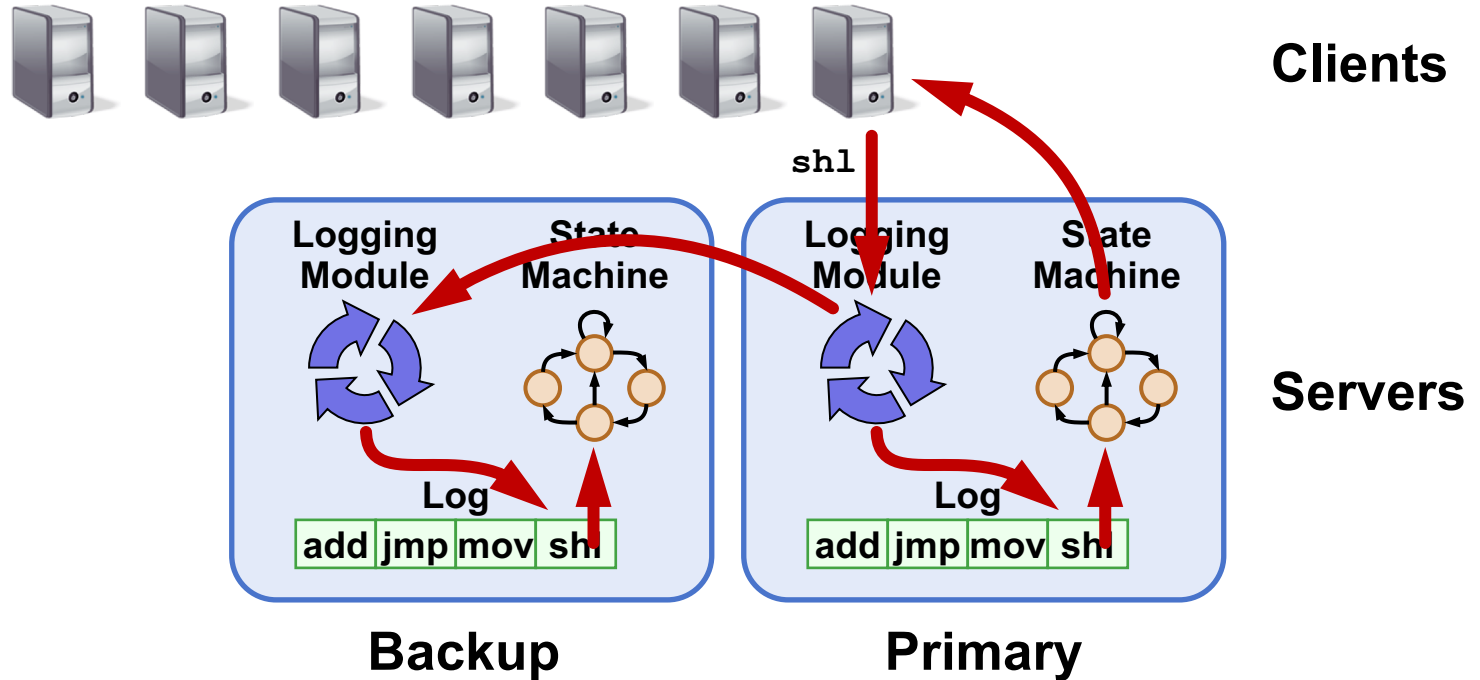 Clients
shl
Logging
Module
State
Machine
Logging
Module
State
Machine
Servers
Log
add jmp mov shl
Log
add jmp mov shl
Backup
Primary